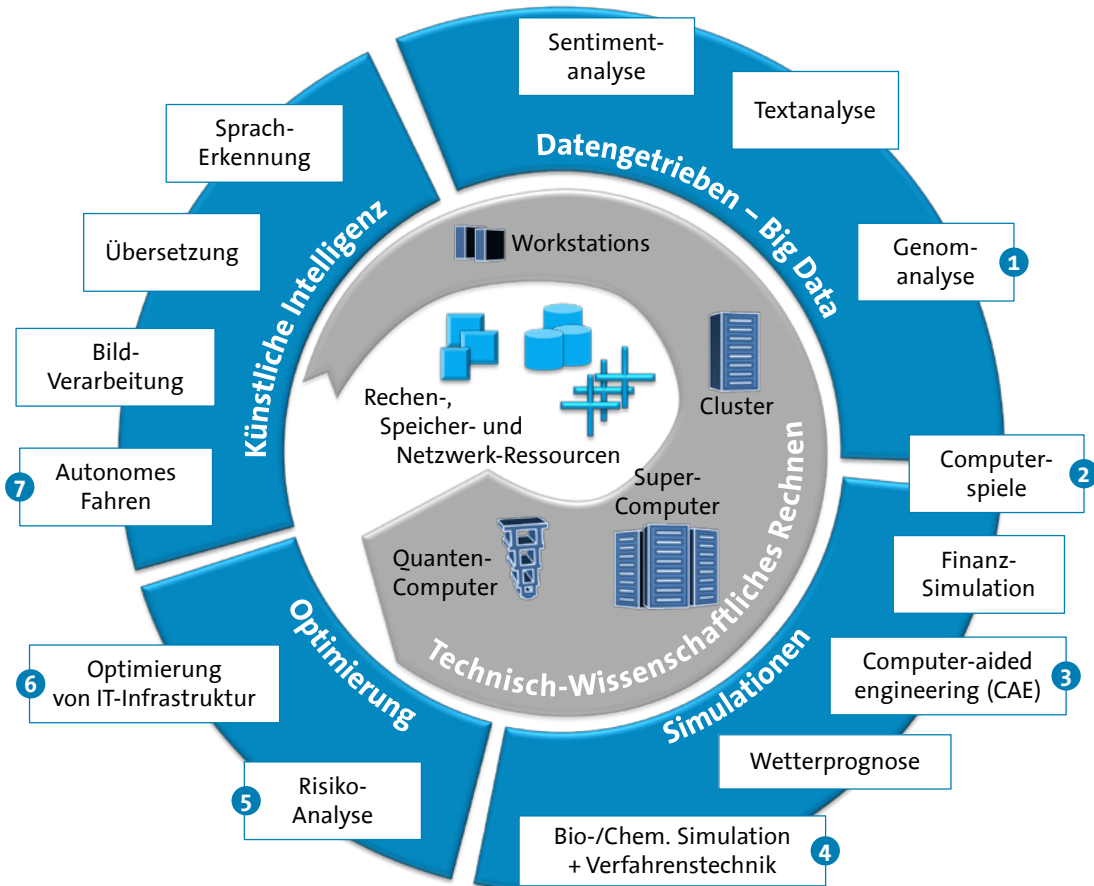 Sentiment-
analyse
Textanalyse
Genom-
analyse
1
Datengetrieben – Big Data
Sprach-
Erkennung
Übersetzung
Bild-
Verarbeitung
7
Autonomes
Fahren
Künstliche Intelligenz
Workstations
Cluster
Rechen-,
Speicher- und
Netzwerk-Ressourcen
Super-
Computer
Quanten-
Computer
Technisch-Wissenschaftliches Rechnen
Computer-
spiele
2
Finanz-
Simulation
Computer-aided
engineering (CAE)
3
Wetterprognose
Bio-/Chem. Simulation
+ Verfahrenstechnik
4
Simulationen
Optimierung
6
Optimierung
von IT-Infrastruktur
5
Risiko-
Analyse